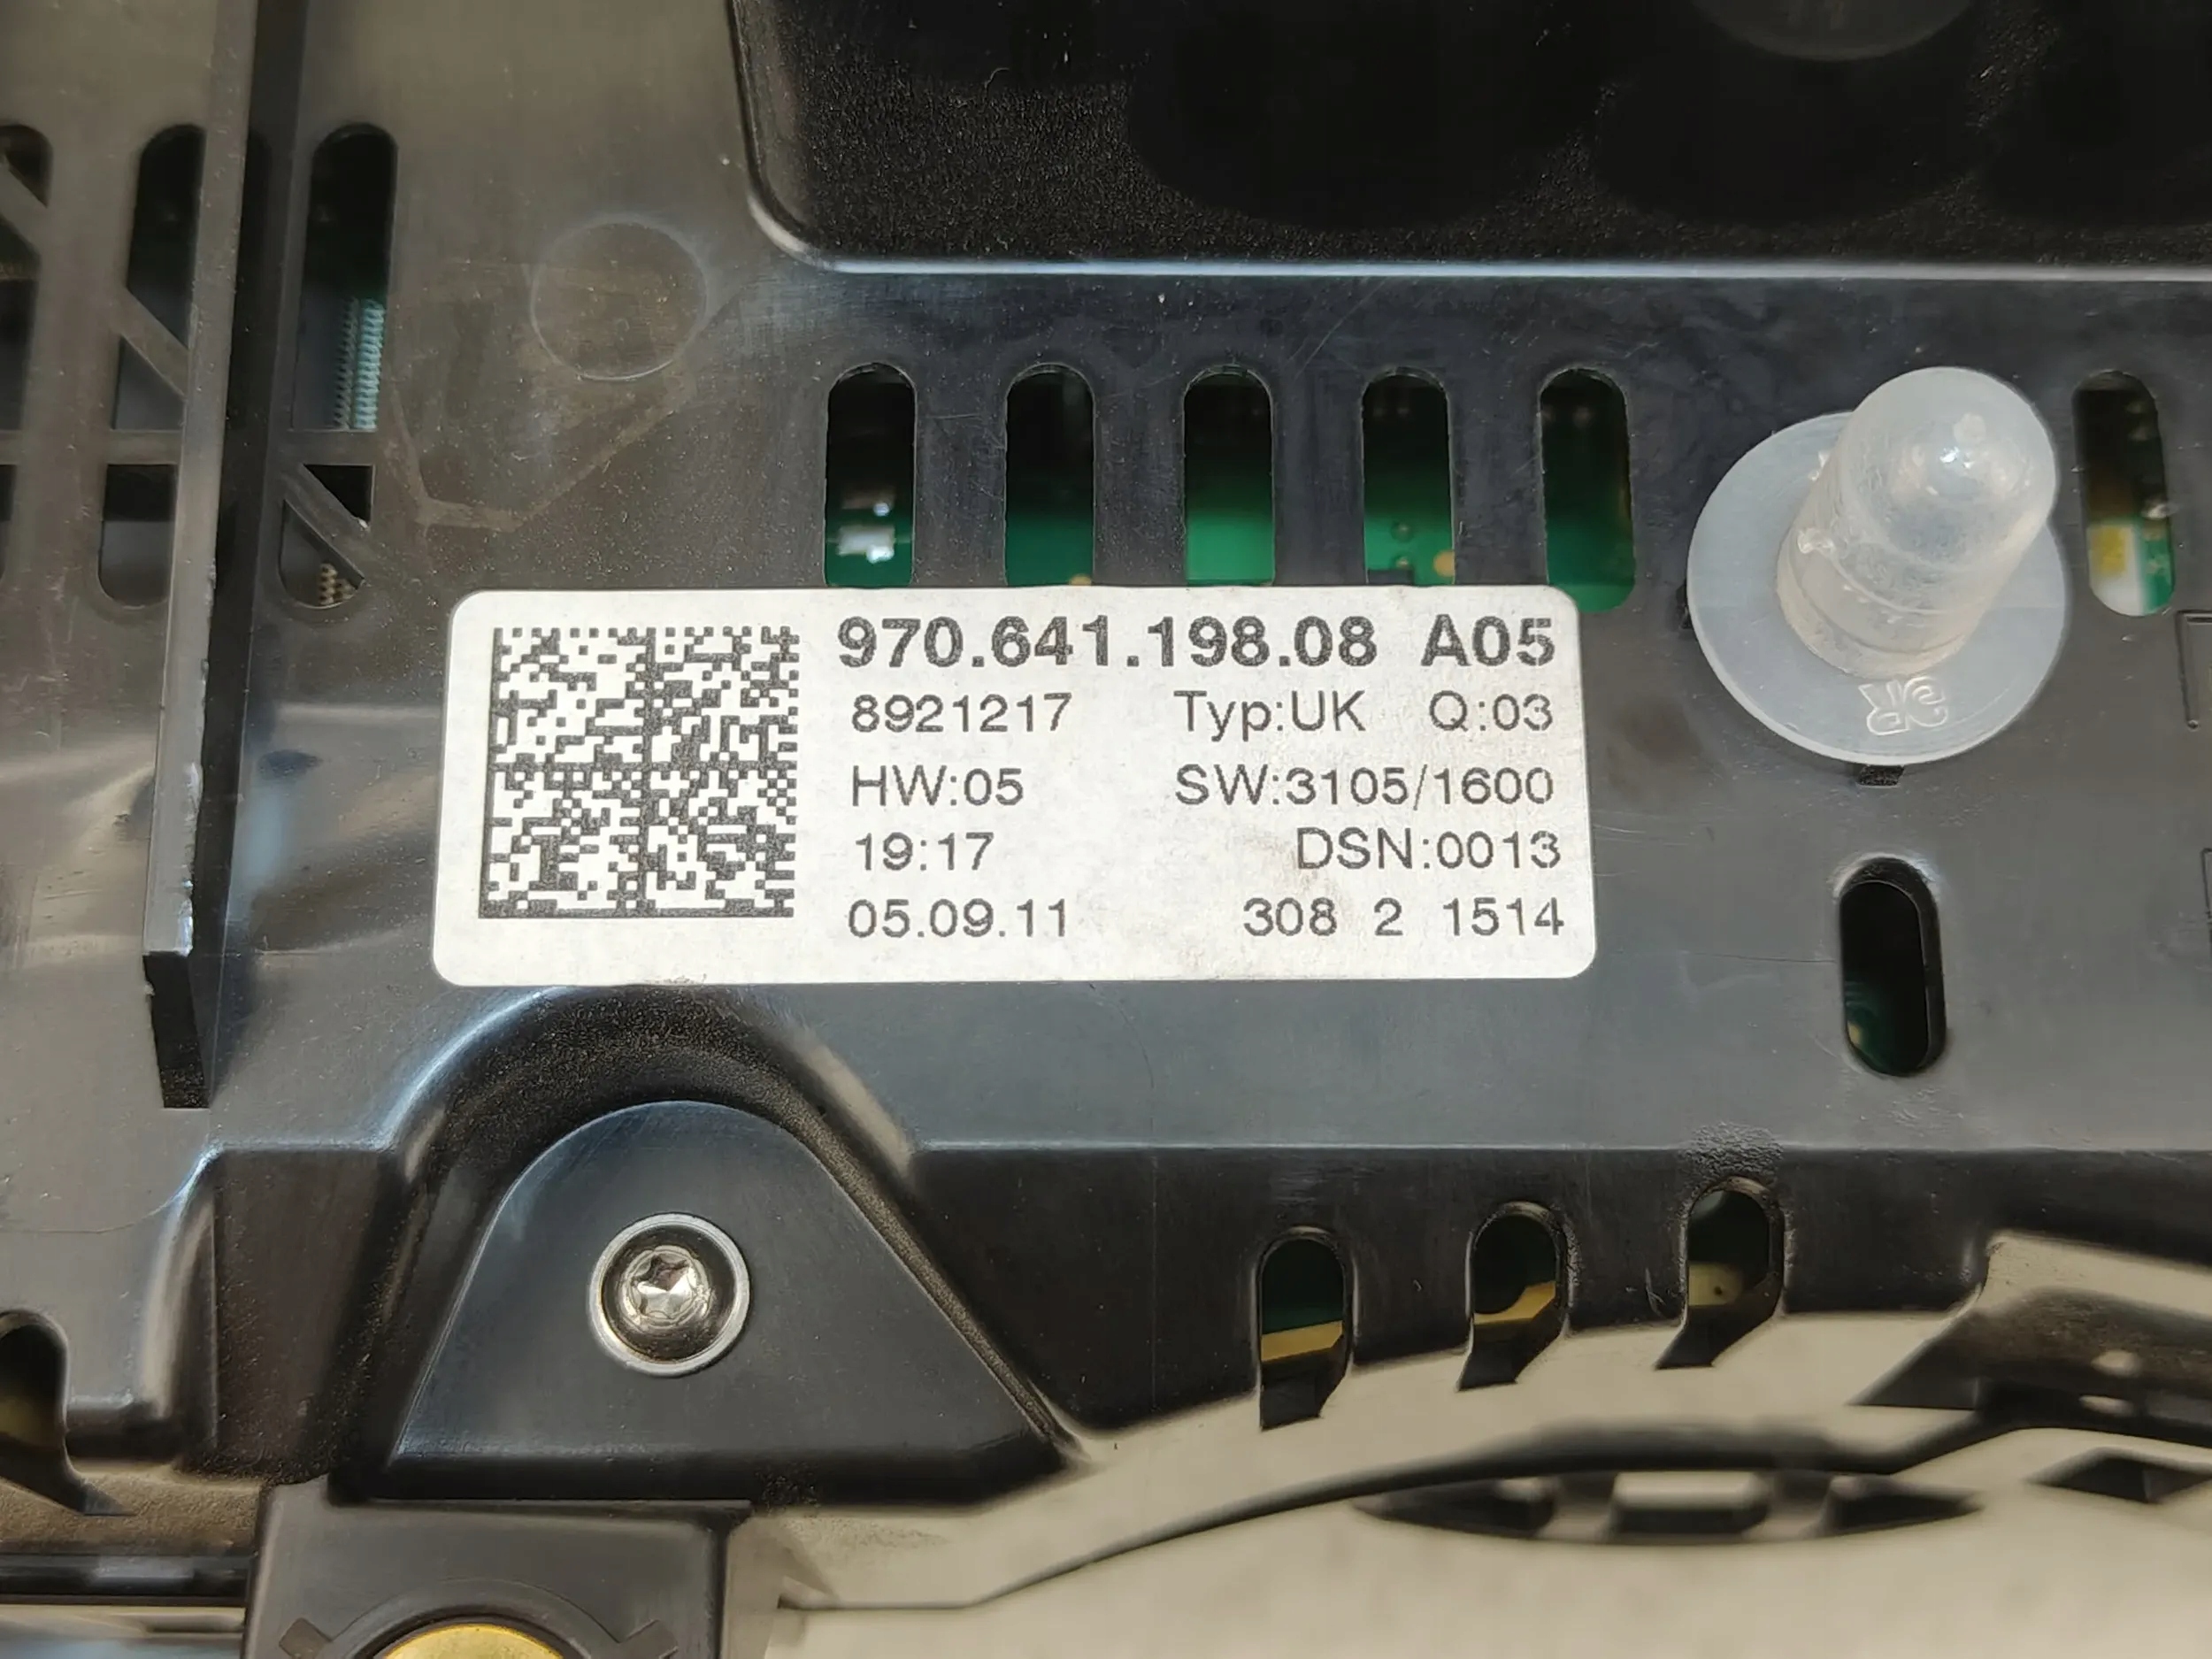 970.641.198.08 A05
8921217 Typ:UK Q:03
HW:05 SW:3105/1600
19:17 DSN:0013
05.09.11 308 2 1514